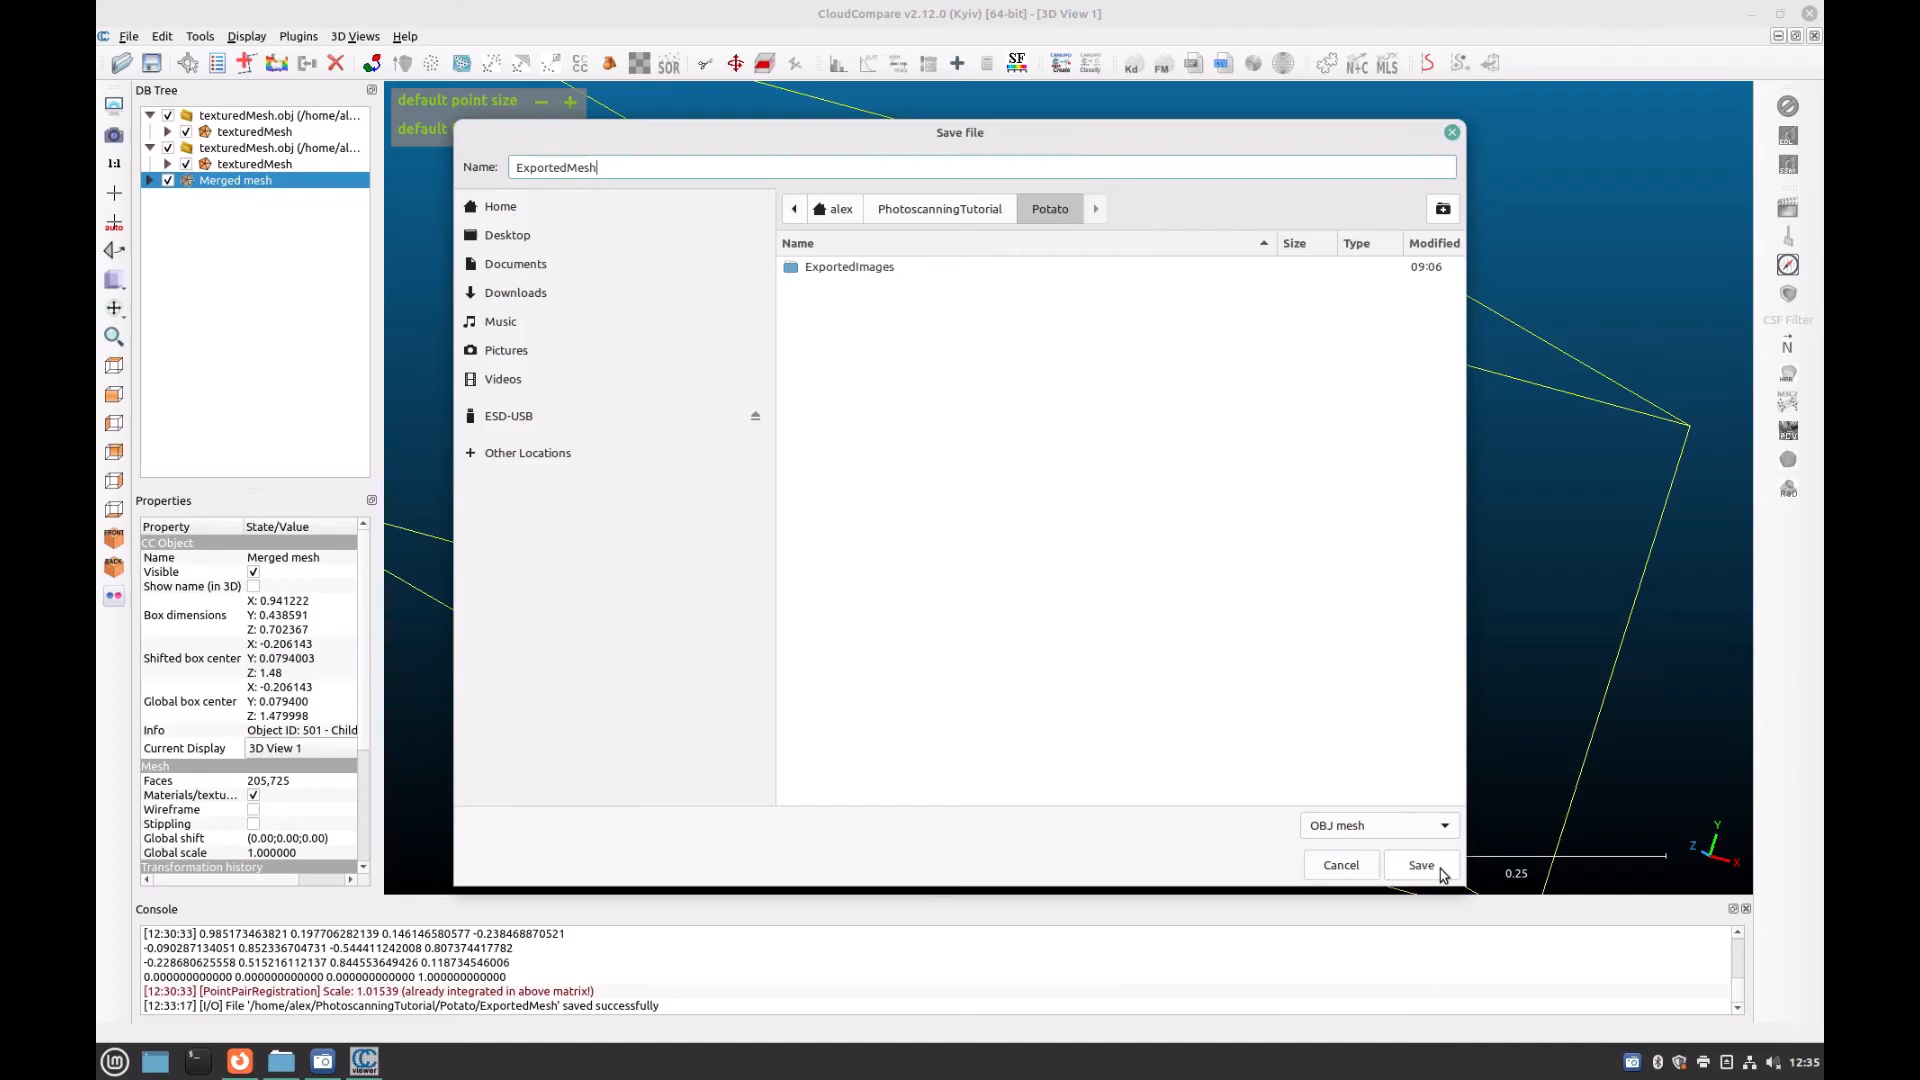 CloudCompare v2.12.0 (Kyiv) [64-bit] - [3D View 1]
File Edit Tools Display Plugins 3D Views Help
SOR SF Kd FM N+C MLS
DB Tree
default point size
default
texturedMesh.obj (/home/al...
texturedMesh
texturedMesh.obj (/home/al...
texturedMesh
Merged mesh
1:1
auto
FRONT
BACK
Save file
Name: ExportedMesh
Home
Desktop
Documents
Downloads
Music
Pictures
Videos
ESD-USB
Other Locations
alex PhotoscanningTutorial Potato
Name Size Type Modified
ExportedImages 09:06
OBJ mesh
Cancel Save
CSF Filter
N
Properties
Property State/Value
CC Object
Name Merged mesh
Visible
Show name (in 3D)
X: 0.941222
Box dimensions Y: 0.438591
Z: 0.702367
X: -0.206143
Shifted box center Y: 0.0794003
Z: 1.48
X: -0.206143
Global box center Y: 0.079400
Z: 1.479998
Info Object ID: 501 - Child
Current Display 3D View 1
Mesh
Faces 205,725
Materials/textu...
Wireframe
Stippling
Global shift (0.00;0.00;0.00)
Global scale 1.000000
Transformation history
Y
Z
X
0.25
Console
[12:30:33] 0.985173463821 0.197706282139 0.146146580577 -0.238468870521
-0.090287134051 0.852336704731 -0.544411242008 0.807374417782
-0.228680625558 0.515216112137 0.844553649426 0.118734546006
0.000000000000 0.000000000000 0.000000000000 1.000000000000
[12:30:33] [PointPairRegistration] Scale: 1.01539 (already integrated in above matrix!)
[12:33:17] [I/O] File '/home/alex/PhotoscanningTutorial/Potato/ExportedMesh' saved successfully
12:35